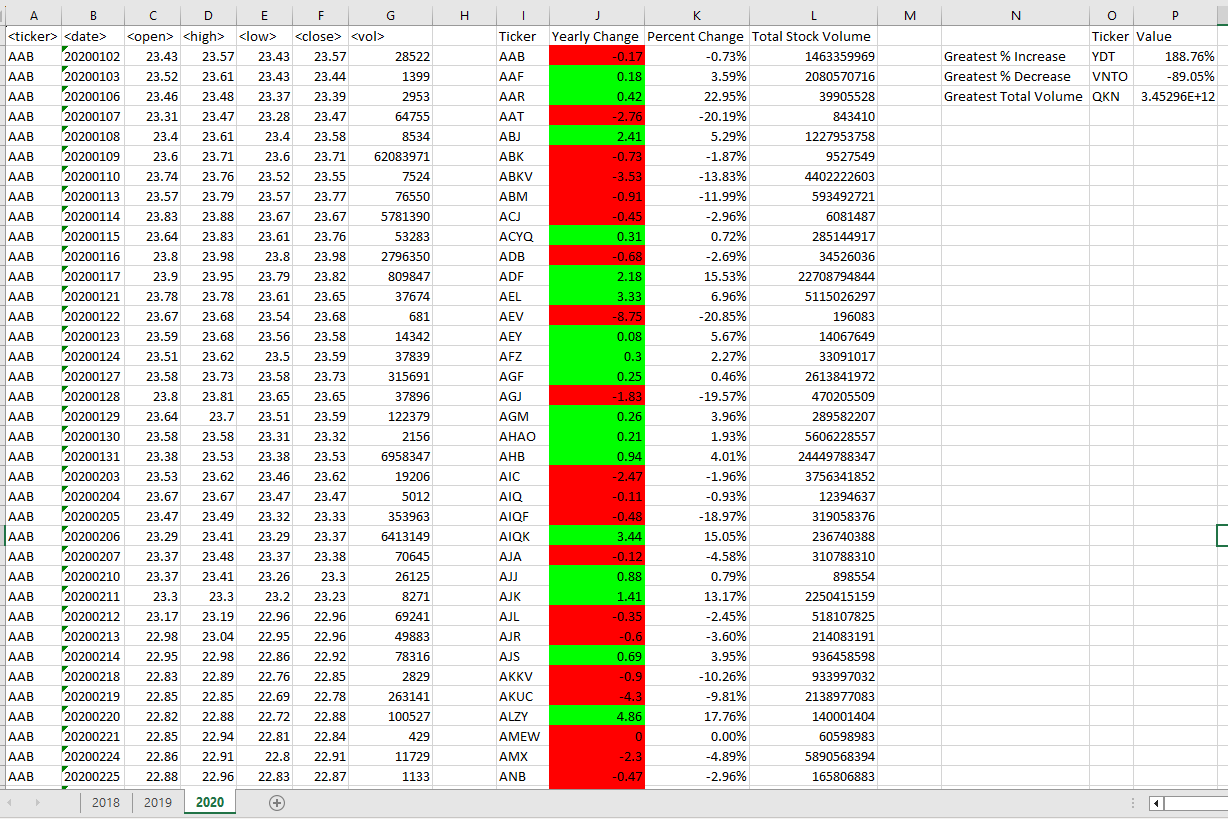 A B C D E F G H I J K L M N O P
<ticker> <date> <open> <high> <low> <close> <vol> Ticker Yearly Change Percent Change Total Stock Volume Ticker Value
AAB 20200102 23.43 23.57 23.43 23.57 28522 AAB -0.17 -0.73% 1463359969 Greatest % Increase YDT 188.76%
AAB 20200103 23.52 23.61 23.43 23.44 1399 AAF 0.18 3.59% 2080570716 Greatest % Decrease VNTO -89.05%
AAB 20200106 23.46 23.48 23.37 23.39 2953 AAR 0.42 22.95% 39905528 Greatest Total Volume QKN 3.45296E+12
AAB 20200107 23.31 23.47 23.28 23.47 64755 AAT -2.76 -20.19% 843410
AAB 20200108 23.4 23.61 23.4 23.58 8534 ABJ 2.41 5.29% 1227953758
AAB 20200109 23.6 23.71 23.6 23.71 62083971 ABK -0.73 -1.87% 9527549
AAB 20200110 23.74 23.76 23.52 23.55 7524 ABKV -3.53 -13.83% 4402222603
AAB 20200113 23.57 23.79 23.57 23.77 76550 ABM -0.91 -11.99% 593492721
AAB 20200114 23.83 23.88 23.67 23.67 5781390 ACJ -0.45 -2.96% 6081487
AAB 20200115 23.64 23.83 23.61 23.76 53283 ACYQ 0.31 0.72% 285144917
AAB 20200116 23.8 23.98 23.8 23.98 2796350 ADB -0.68 -2.69% 34526036
AAB 20200117 23.9 23.95 23.79 23.82 809847 ADF 2.18 15.53% 22708794844
AAB 20200121 23.78 23.78 23.61 23.65 37674 AEL 3.33 6.96% 5115026297
AAB 20200122 23.67 23.68 23.54 23.68 681 AEV -8.75 -20.85% 196083
AAB 20200123 23.59 23.68 23.56 23.58 14342 AEY 0.08 5.67% 14067649
AAB 20200124 23.51 23.62 23.5 23.59 37839 AFZ 0.3 2.27% 33091017
AAB 20200127 23.58 23.73 23.58 23.73 315691 AGF 0.25 0.46% 2613841972
AAB 20200128 23.8 23.81 23.65 23.65 37896 AGJ -1.83 -19.57% 470205509
AAB 20200129 23.64 23.7 23.51 23.59 122379 AGM 0.26 3.96% 289582207
AAB 20200130 23.58 23.58 23.31 23.32 2156 AHAO 0.21 1.93% 5606228557
AAB 20200131 23.38 23.53 23.38 23.53 6958347 AHB 0.94 4.01% 24449788347
AAB 20200203 23.53 23.62 23.46 23.62 19206 AIC -2.47 -1.96% 3756341852
AAB 20200204 23.67 23.67 23.47 23.47 5012 AIQ -0.11 -0.93% 12394637
AAB 20200205 23.47 23.49 23.32 23.33 353963 AIQF -0.48 -18.97% 319058376
AAB 20200206 23.29 23.41 23.29 23.37 6413149 AIQK 3.44 15.05% 236740388
AAB 20200207 23.37 23.48 23.37 23.38 70645 AJA -0.12 -4.58% 310788310
AAB 20200210 23.37 23.41 23.26 23.3 26125 AJJ 0.88 0.79% 898554
AAB 20200211 23.3 23.3 23.2 23.23 8271 AJK 1.41 13.17% 2250415159
AAB 20200212 23.17 23.19 22.96 22.96 69241 AJL -0.35 -2.45% 518107825
AAB 20200213 22.98 23.04 22.95 22.96 49883 AJR -0.6 -3.60% 214083191
AAB 20200214 22.95 22.98 22.86 22.92 78316 AJS 0.69 3.95% 936458598
AAB 20200218 22.83 22.89 22.76 22.85 2829 AKKV -0.9 -10.26% 933997032
AAB 20200219 22.85 22.85 22.69 22.78 263141 AKUC -4.3 -9.81% 2138977083
AAB 20200220 22.82 22.88 22.72 22.88 100527 ALZY 4.86 17.76% 140001404
AAB 20200221 22.85 22.94 22.81 22.84 429 AMEW 0 0.00% 60598983
AAB 20200224 22.86 22.91 22.8 22.91 11729 AMX -2.3 -4.89% 5890568394
AAB 20200225 22.88 22.96 22.83 22.87 1133 ANB -0.47 -2.96% 165806883
2018 2019 2020